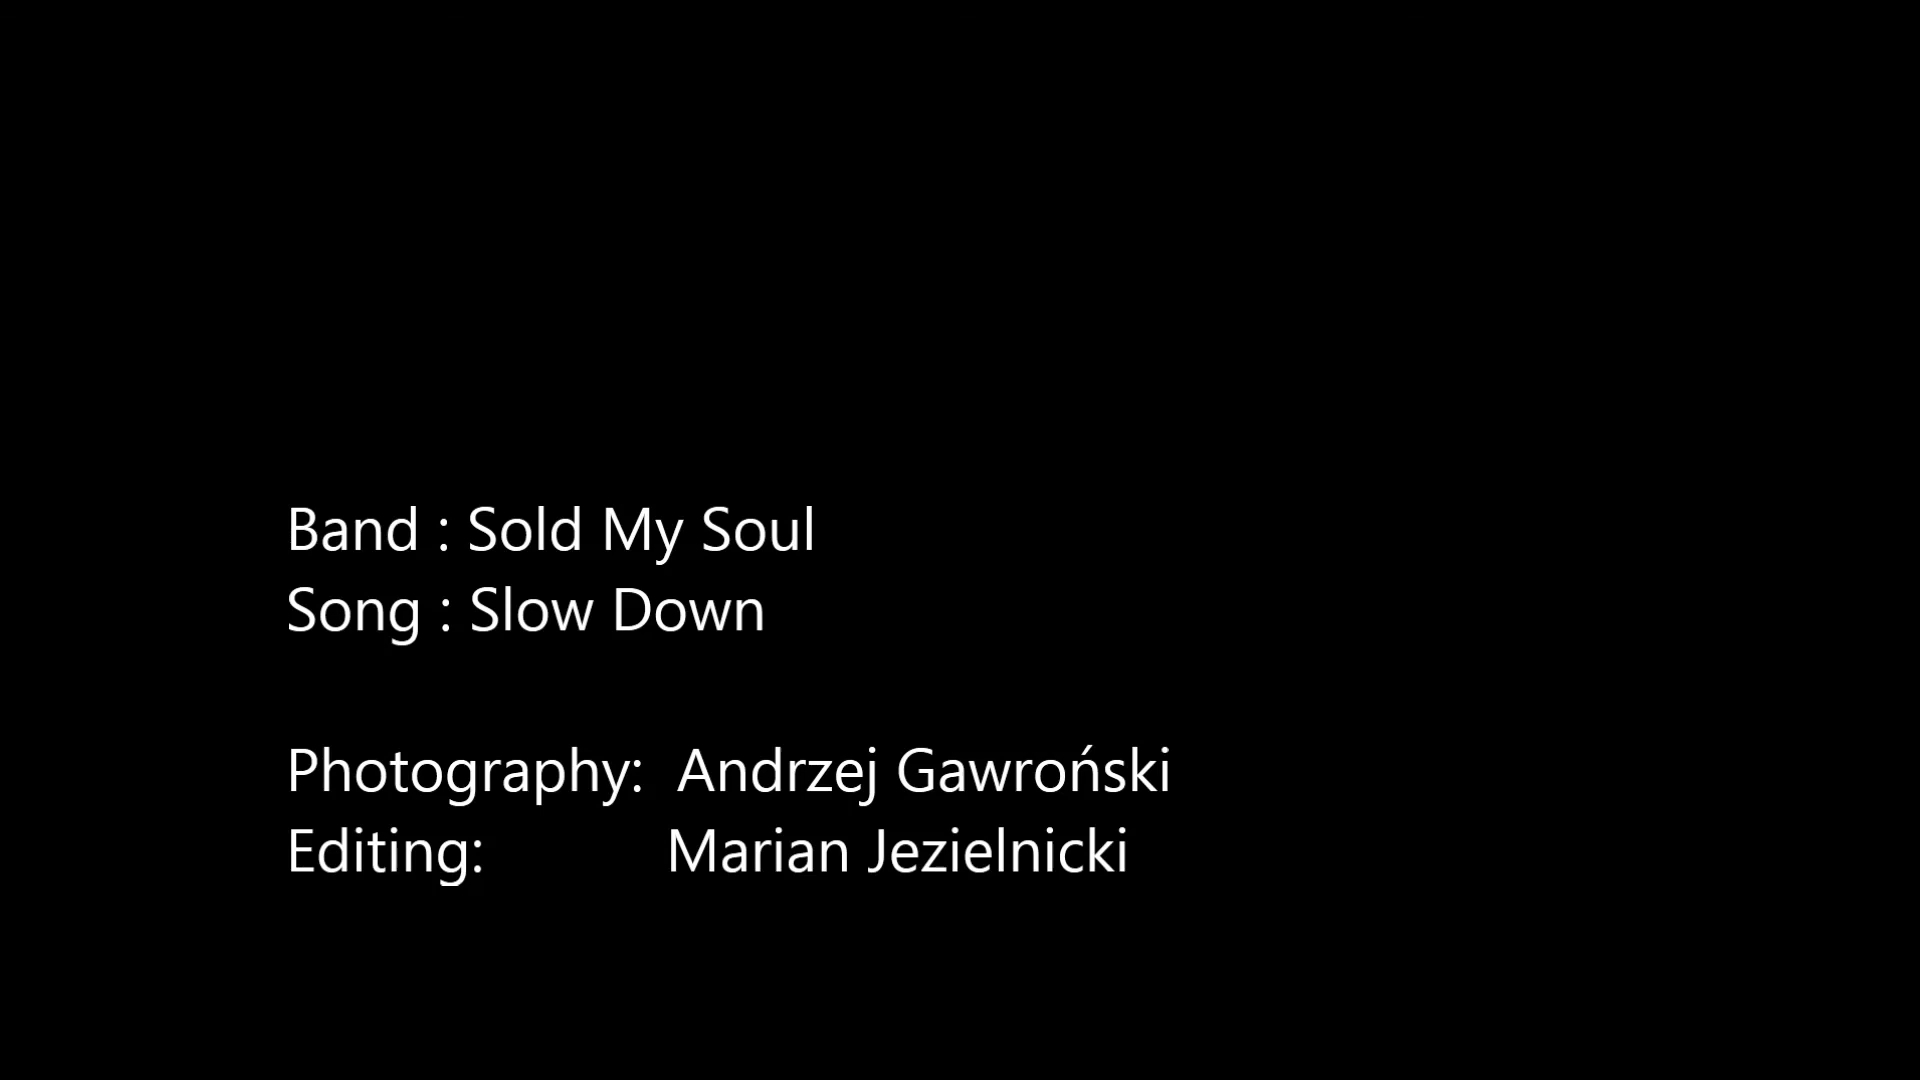 Band : Sold My Soul
Song : Slow Down
Photography: Andrzej Gawroński
Editing: Marian Jezielnicki